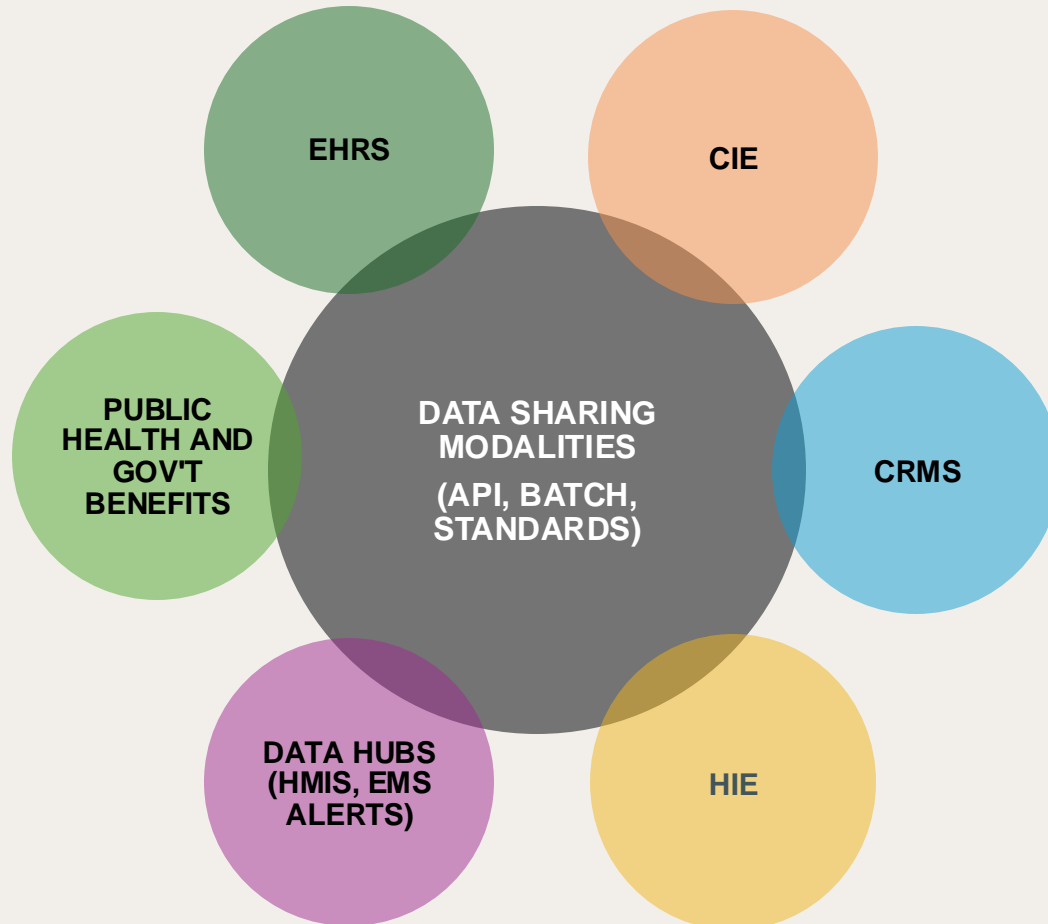 EHRS
CIE
PUBLIC
HEALTH AND
GOV'T
BENEFITS
DATA SHARING
MODALITIES
(API, BATCH,
STANDARDS)
CRMS
DATA HUBS
(HMIS, EMS
ALERTS)
HIE